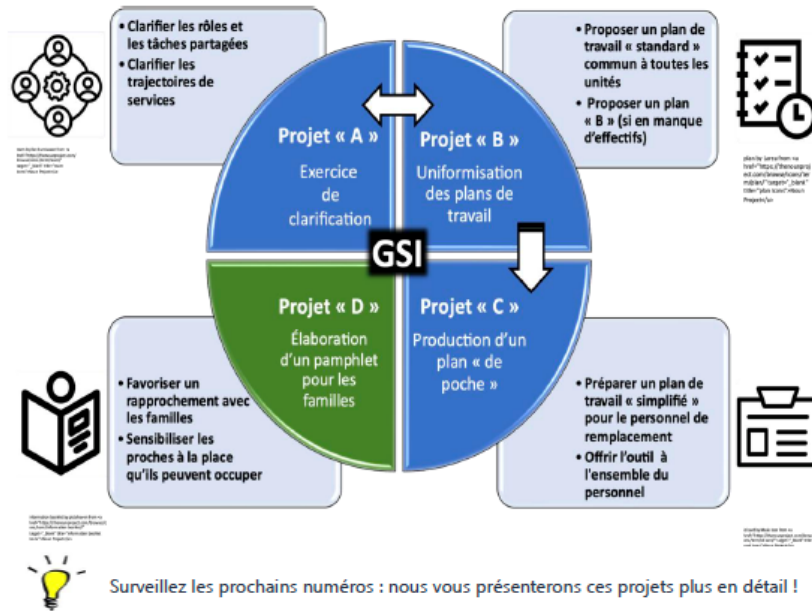 • Clarifier les rôles et
les tâches partagées
• Clarifier les
trajectoires de
services
• Proposer un plan de
travail « standard »
commun à toutes les
unités
• Proposer un plan
« B » (si en manque
d'effectifs)
Projet « A »
Exercice
de
clarification
Projet « B »
Uniformisation
des plans de
travail
GSI
Projet « D »
Élaboration
d'un pamphlet
pour les
familles
Projet « C »
Production d'un
plan « de
poche »
• Favoriser un
rapprochement avec
les familles
• Sensibiliser les
proches à la place
qu'ils peuvent occuper
• Préparer un plan de
travail « simplifié »
pour le personnel de
remplacement
• Offrir l'outil à
l'ensemble du
personnel
Surveillez les prochains numéros : nous vous présenterons ces projets plus en détail !